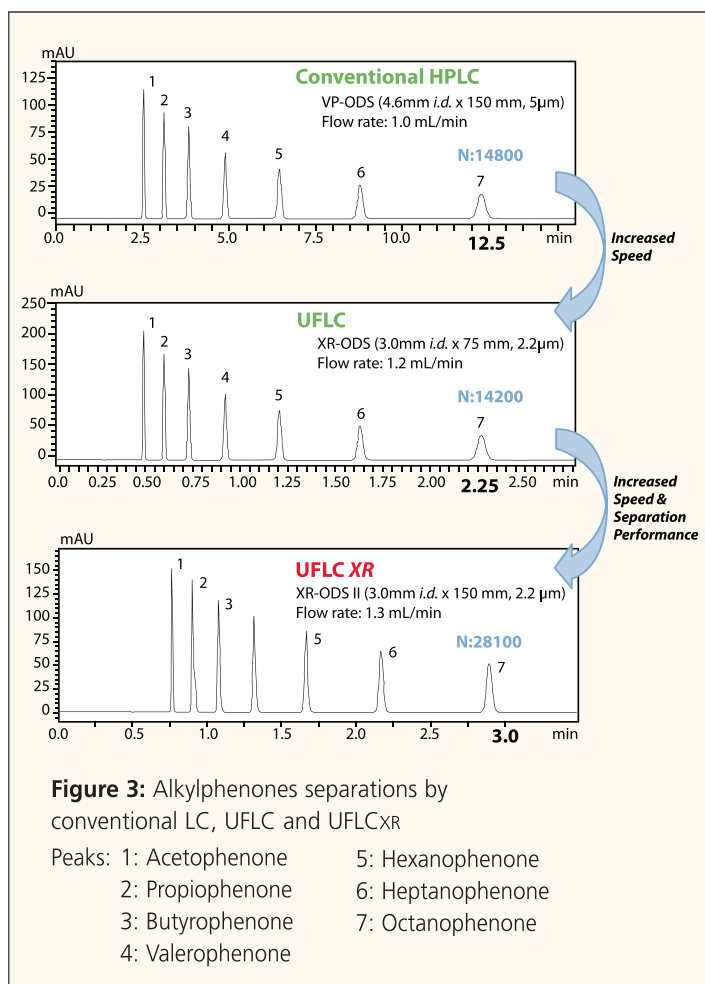 mAU
Conventional HPLC
VP-ODS (4.6mm i.d. x 150 mm, 5µm)
Flow rate: 1.0 mL/min
N:14800
125
100
75
50
25
0
1
2
3
4
5
6
7
0.0 2.5 5.0 7.5 10.0 12.5 min
Increased
Speed
mAU
UFLC
XR-ODS (3.0mm i.d. x 75 mm, 2.2µm)
Flow rate: 1.2 mL/min
N:14200
250
200
150
100
50
0
1
2
3
4
5
6
7
0.0 0.25 0.50 0.75 1.00 1.25 1.50 1.75 2.00 2.25 2.50 min
Increased
Speed &
Separation
Performance
mAU
UFLC XR
XR-ODS II (3.0mm i.d. x 150 mm, 2.2 µm)
Flow rate: 1.3 mL/min
N:28100
150
125
100
75
50
25
0
1
2
3
5
6
7
0.0 0.5 1.0 1.5 2.0 2.5 3.0 min
Figure 3: Alkylphenones separations by
conventional LC, UFLC and UFLCXR
Peaks: 1: Acetophenone
2: Propiophenone
3: Butyrophenone
4: Valerophenone
5: Hexanophenone
6: Heptanophenone
7: Octanophenone